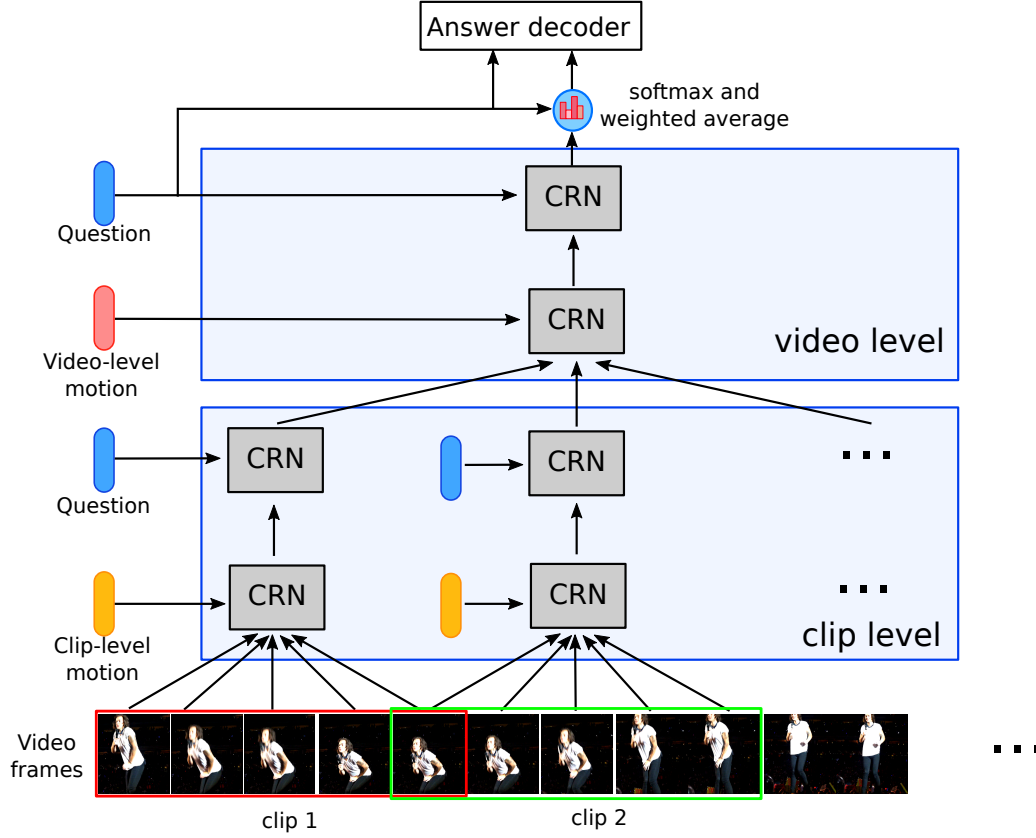 Answer decoder
softmax and
weighted average
CRN
Question
CRN
Video-level
motion
video level
CRN
CRN
Question
CRN
CRN
Clip-level
motion
clip level
Video
frames
clip 1
clip 2